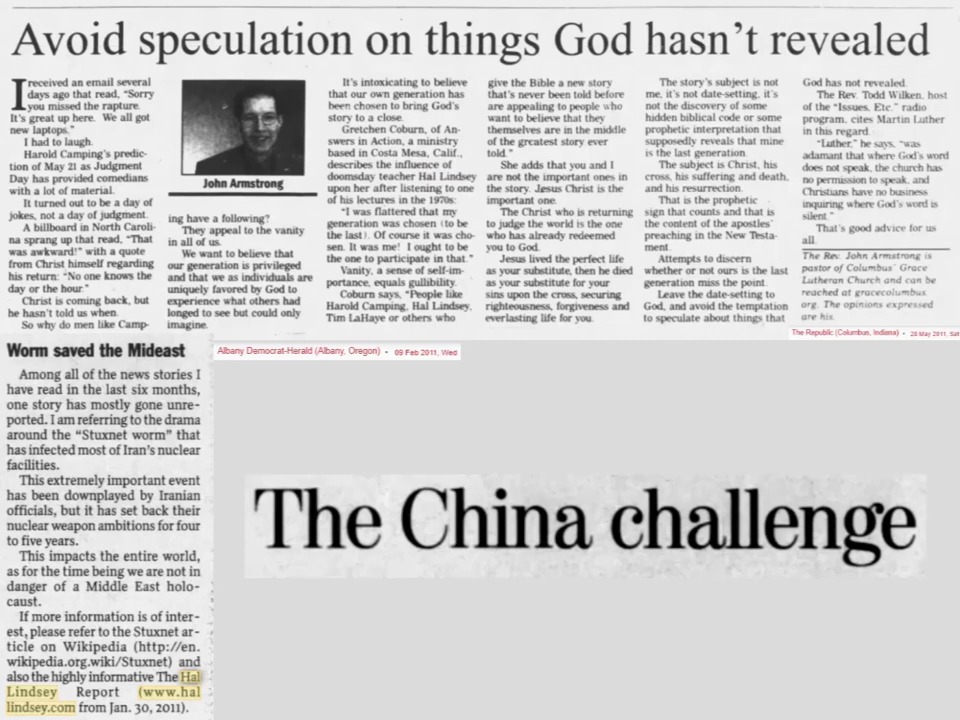 Avoid speculation on things God hasn't revealed
I received an email several
days ago that read, "Sorry
you missed the rapture.
It's great up here. We all got
new laptops."
I had to laugh.
Harold Camping's predic-
tion of May 21 as Judgment
Day has provided comedians
with a lot of material.
It turned out to be a day of
jokes, not a day of judgment.
A billboard in North Caroli-
na sprang up that read, "That
was awkward!" with a quote
from Christ himself regarding
his return: "No one knows the
day or the hour."
Christ is coming back, but
he hasn't told us when.
So why do men like Camp-
John Armstrong
ing have a following?
They appeal to the vanity
in all of us.
We want to believe that
our generation is privileged
and that we as individuals are
uniquely favored by God to
experience what others had
longed to see but could only
imagine.
It's intoxicating to believe
that our own generation has
been chosen to bring God's
story to a close.
Gretchen Coburn, of An-
swers in Action, a ministry
based in Costa Mesa, Calif.,
describes the influence of
doomsday teacher Hal Lindsey
upon her after listening to one
of his lectures in the 1970s:
"I was flattered that my
generation was chosen (to be
the last). Of course it was cho-
sen. It was me! I ought to be
the one to participate in that."
Vanity, a sense of self-im-
portance, equals gullibility.
Coburn says, "People like
Harold Camping, Hal Lindsey,
Tim LaHaye or others who
give the Bible a new story
that's never been told before
are appealing to people who
want to believe that they
themselves are in the middle
of the greatest story ever
told."
She adds that you and I
are not the important ones in
the story. Jesus Christ is the
important one.
The Christ who is returning
to judge the world is the one
who has already redeemed
you to God.
Jesus lived the perfect life
as your substitute, then he died
as your substitute for your
sins upon the cross, securing
righteousness, forgiveness and
everlasting life for you.
The story's subject is not
me, it's not date-setting, it's
not the discovery of some
hidden biblical code or some
prophetic interpretation that
supposedly reveals that mine
is the last generation.
The subject is Christ, his
cross, his suffering and death,
and his resurrection.
That is the prophetic
sign that counts and that is
the content of the apostles'
preaching in the New Testa-
ment.
Attempts to discern
whether or not ours is the last
generation miss the point.
Leave the date-setting to
God, and avoid the temptation
to speculate about things that
God has not revealed.
The Rev. Todd Wilken, host
of the "Issues, Etc." radio
program, cites Martin Luther
in this regard.
"Luther," he says, "was
adamant that where God's word
does not speak, the church has
no permission to speak, and
Christians have no business
inquiring where God's word is
silent."
That's good advice for us
all.
The Rev. John Armstrong is
pastor of Columbus' Grace
Lutheran Church and can be
reached at gracecolumbus.
org. The opinions expressed
are his.
The Republic (Columbus, Indiana) • 28 May 2011, Sat
Worm saved the Mideast
Albany Democrat-Herald (Albany, Oregon) • 09 Feb 2011, Wed
Among all of the news stories I
have read in the last six months,
one story has mostly gone unre-
ported. I am referring to the drama
around the "Stuxnet worm" that
has infected most of Iran's nuclear
facilities.
This extremely important event
has been downplayed by Iranian
officials, but it has set back their
nuclear weapon ambitions for four
to five years.
This impacts the entire world,
as for the time being we are not in
danger of a Middle East holo-
caust.
If more information is of inter-
est, please refer to the Stuxnet ar-
ticle on Wikipedia (http://en.
wikipedia.org.wiki/Stuxnet) and
also the highly informative The Hal
Lindsey Report (www.hal
lindsey.com from Jan. 30, 2011).
The China challenge